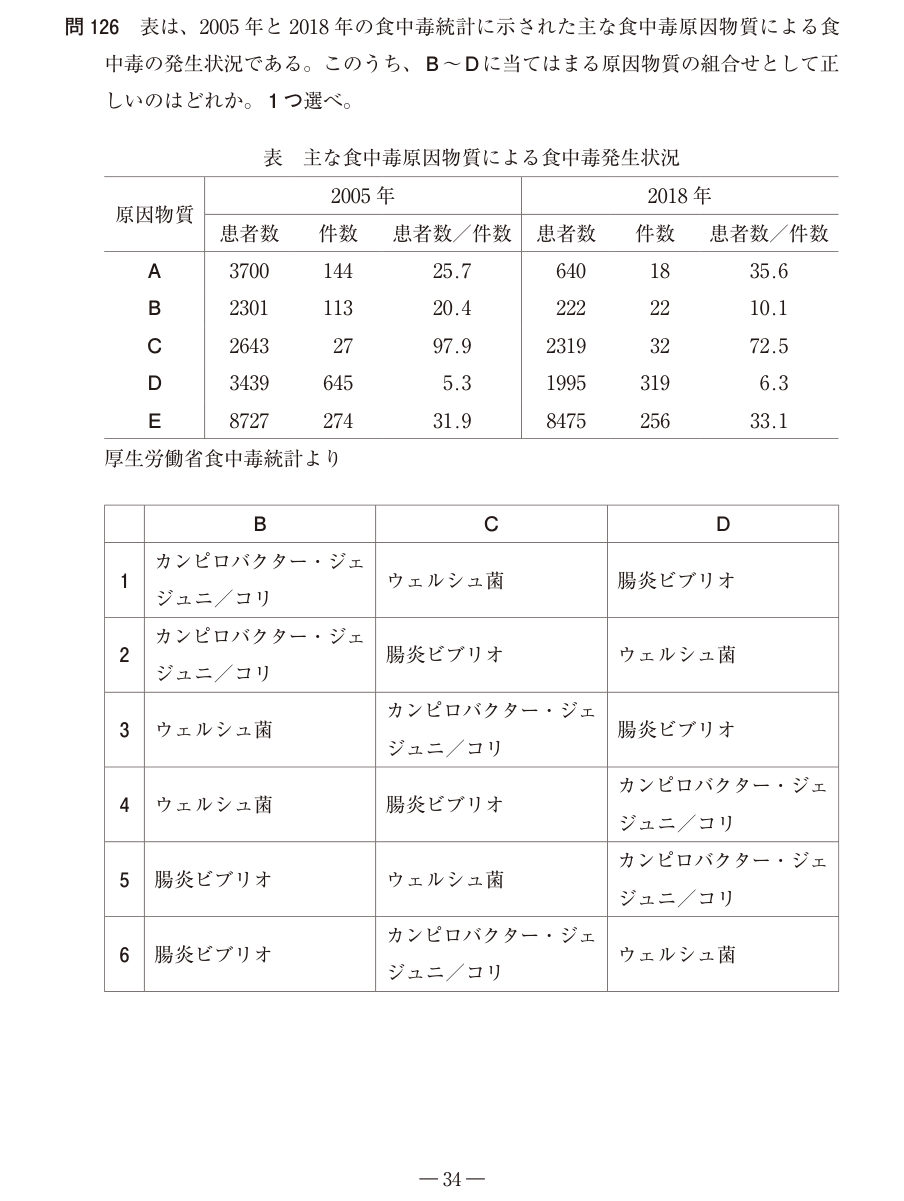 問 126 表は、2005 年と 2018 年の食中毒統計に示された主な食中毒原因物質による食
中毒の発生状況である。このうち、B～Dに当てはまる原因物質の組合せとして正
しいのはどれか。1つ選べ。
表 主な食中毒原因物質による食中毒発生状況
原因物質 2005 年 2018 年
患者数 件数 患者数／件数 患者数 件数 患者数／件数
A 3700 144 25.7 640 18 35.6
B 2301 113 20.4 222 22 10.1
C 2643 27 97.9 2319 32 72.5
D 3439 645 5.3 1995 319 6.3
E 8727 274 31.9 8475 256 33.1
厚生労働省食中毒統計より
B C D
1 カンピロバクター・ジェ
ジュニ／コリ ウェルシュ菌 腸炎ビブリオ
2 カンピロバクター・ジェ
ジュニ／コリ 腸炎ビブリオ ウェルシュ菌
3 ウェルシュ菌 カンピロバクター・ジェ
ジュニ／コリ 腸炎ビブリオ
4 ウェルシュ菌 腸炎ビブリオ カンピロバクター・ジェ
ジュニ／コリ
5 腸炎ビブリオ ウェルシュ菌 カンピロバクター・ジェ
ジュニ／コリ
6 腸炎ビブリオ カンピロバクター・ジェ
ジュニ／コリ ウェルシュ菌
― 34 ―